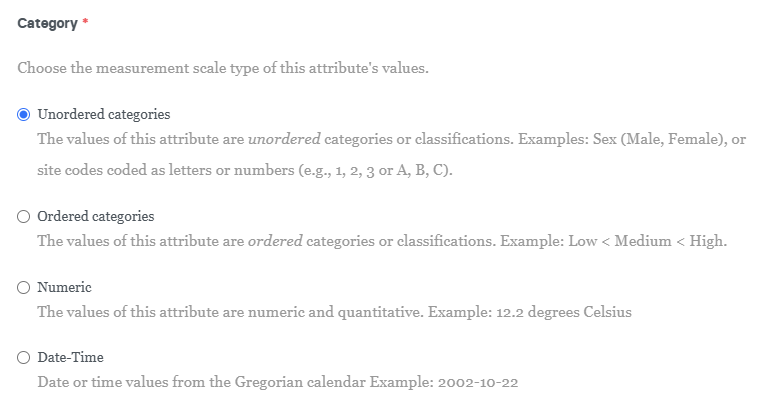 Category *
Choose the measurement scale type of this attribute's values.
Unordered categories
The values of this attribute are unordered categories or classifications. Examples: Sex (Male, Female), or
site codes coded as letters or numbers (e.g., 1, 2, 3 or A, B, C).
Ordered categories
The values of this attribute are ordered categories or classifications. Example: Low < Medium < High.
Numeric
The values of this attribute are numeric and quantitative. Example: 12.2 degrees Celsius
Date-Time
Date or time values from the Gregorian calendar Example: 2002-10-22